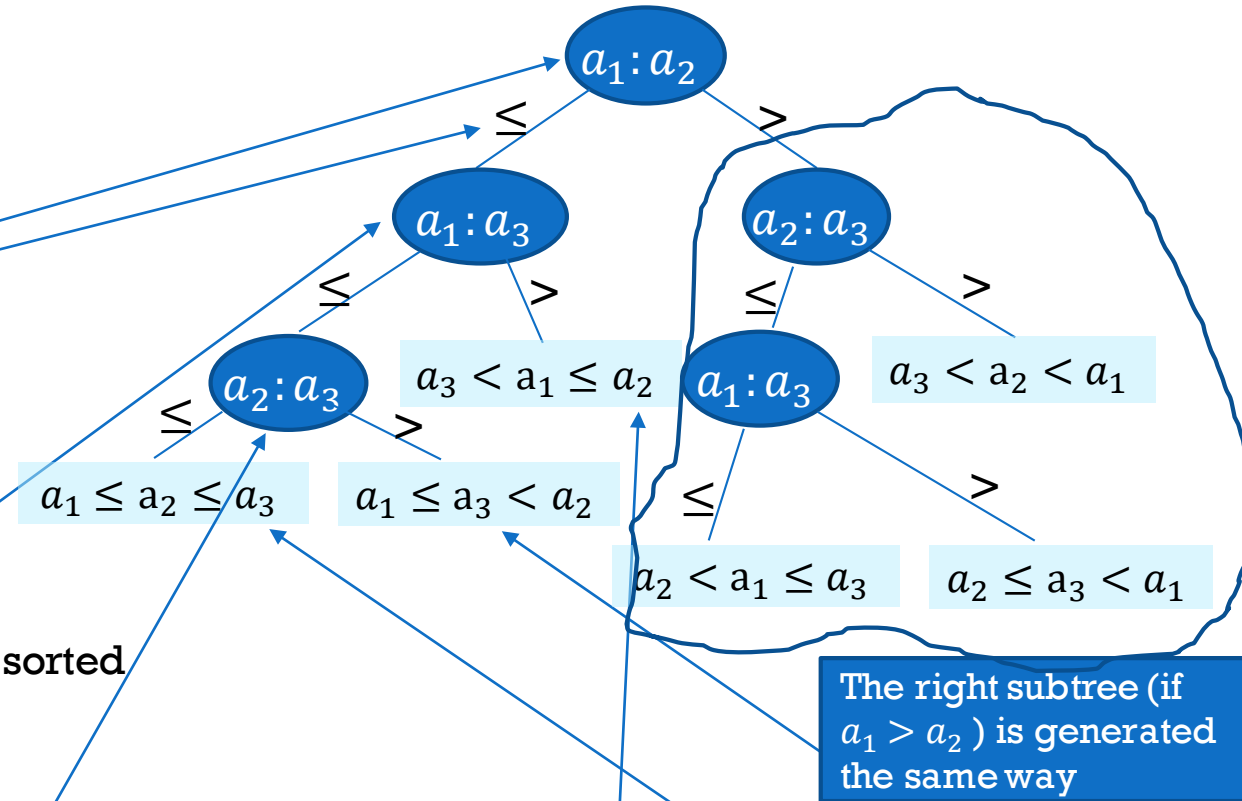 a₁:a₂
≤
>
a₁:a₃
a₂:a₃
≤
>
≤
>
a₂:a₃
a₃ < a₁ ≤ a₂
a₁:a₃
a₃ < a₂ < a₁
≤
>
≤
>
a₁ ≤ a₂ ≤ a₃
a₁ ≤ a₃ < a₂
a₂ < a₁ ≤ a₃
a₂ ≤ a₃ < a₁
sorted
The right subtree (if
a₁ > a₂ ) is generated
the same way